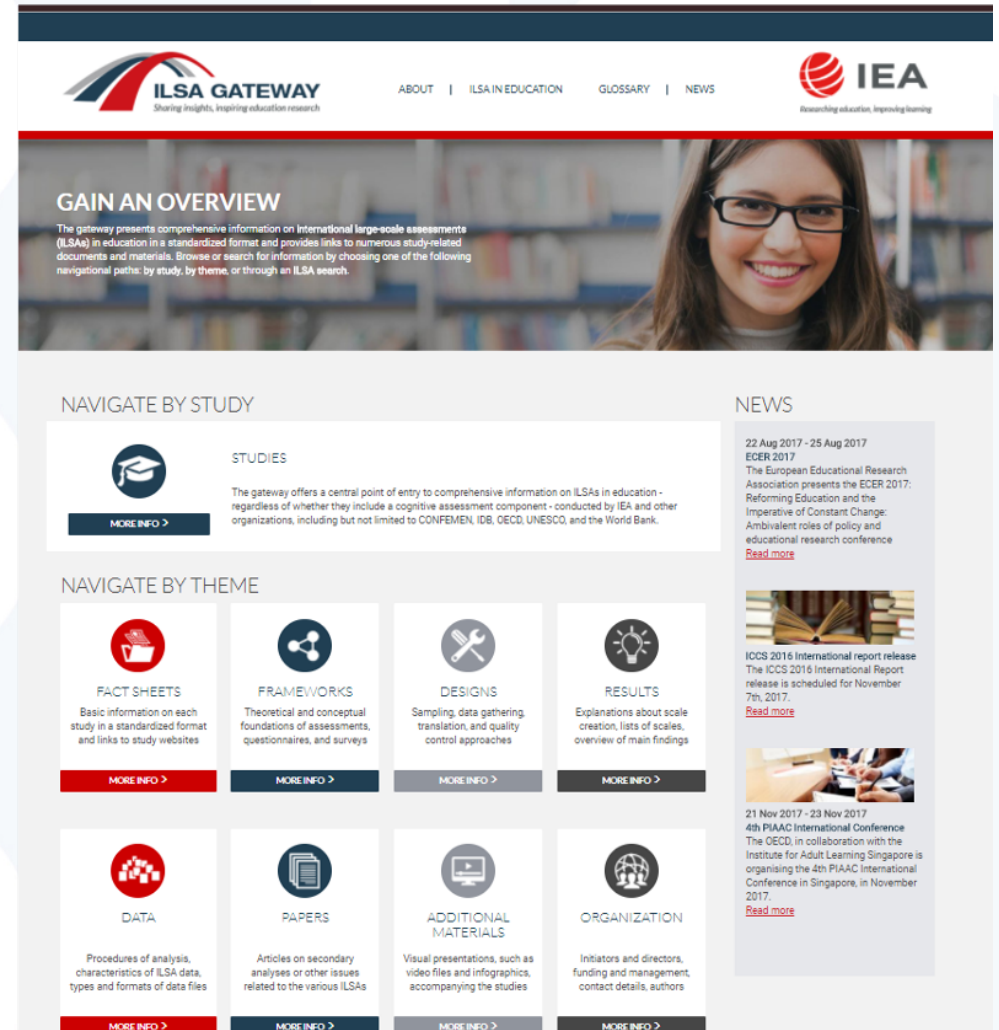 ILSA GATEWAY
Sharing insights, inspiring education research
ABOUT | ILSA IN EDUCATION GLOSSARY | NEWS
IEA
Researching education, improving learning
GAIN AN OVERVIEW
The gateway presents comprehensive information on international large-scale assessments
(ILSAs) in education in a standardized format and provides links to numerous study-related
documents and materials. Browse or search for information by choosing one of the following
navigational paths: by study, by theme, or through an ILSA search.
NAVIGATE BY STUDY
STUDIES
The gateway offers a central point of entry to comprehensive information on ILSAs in education -
regardless of whether they include a cognitive assessment component - conducted by IEA and other
organizations, including but not limited to CONFEMEN, IDB, OECD, UNESCO, and the World Bank.
MORE INFO >
NAVIGATE BY THEME
FACT SHEETS
Basic information on each
study in a standardized format
and links to study websites
MORE INFO >
FRAMEWORKS
Theoretical and conceptual
foundations of assessments,
questionnaires, and surveys
MORE INFO >
DESIGNS
Sampling, data gathering,
translation, and quality
control approaches
MORE INFO >
RESULTS
Explanations about scale
creation, lists of scales,
overview of main findings
MORE INFO >
DATA
Procedures of analysis,
characteristics of ILSA data,
types and formats of data files
MORE INFO >
PAPERS
Articles on secondary
analyses or other issues
related to the various ILSAs
MORE INFO >
ADDITIONAL
MATERIALS
Visual presentations, such as
video files and infographics,
accompanying the studies
MORE INFO >
ORGANIZATION
Initiators and directors,
funding and management,
contact details, authors
MORE INFO >
NEWS
22 Aug 2017 - 25 Aug 2017
ECER 2017
The European Educational Research
Association presents the ECER 2017:
Reforming Education and the
Imperative of Constant Change:
Ambivalent roles of policy and
educational research conference
Read more
ICCS 2016 International report release
The ICCS 2016 International Report
release is scheduled for November
7th, 2017.
Read more
21 Nov 2017 - 23 Nov 2017
4th PIAAC International Conference
The OECD, in collaboration with the
Institute for Adult Learning Singapore is
organising the 4th PIAAC International
Conference in Singapore, in November
2017.
Read more